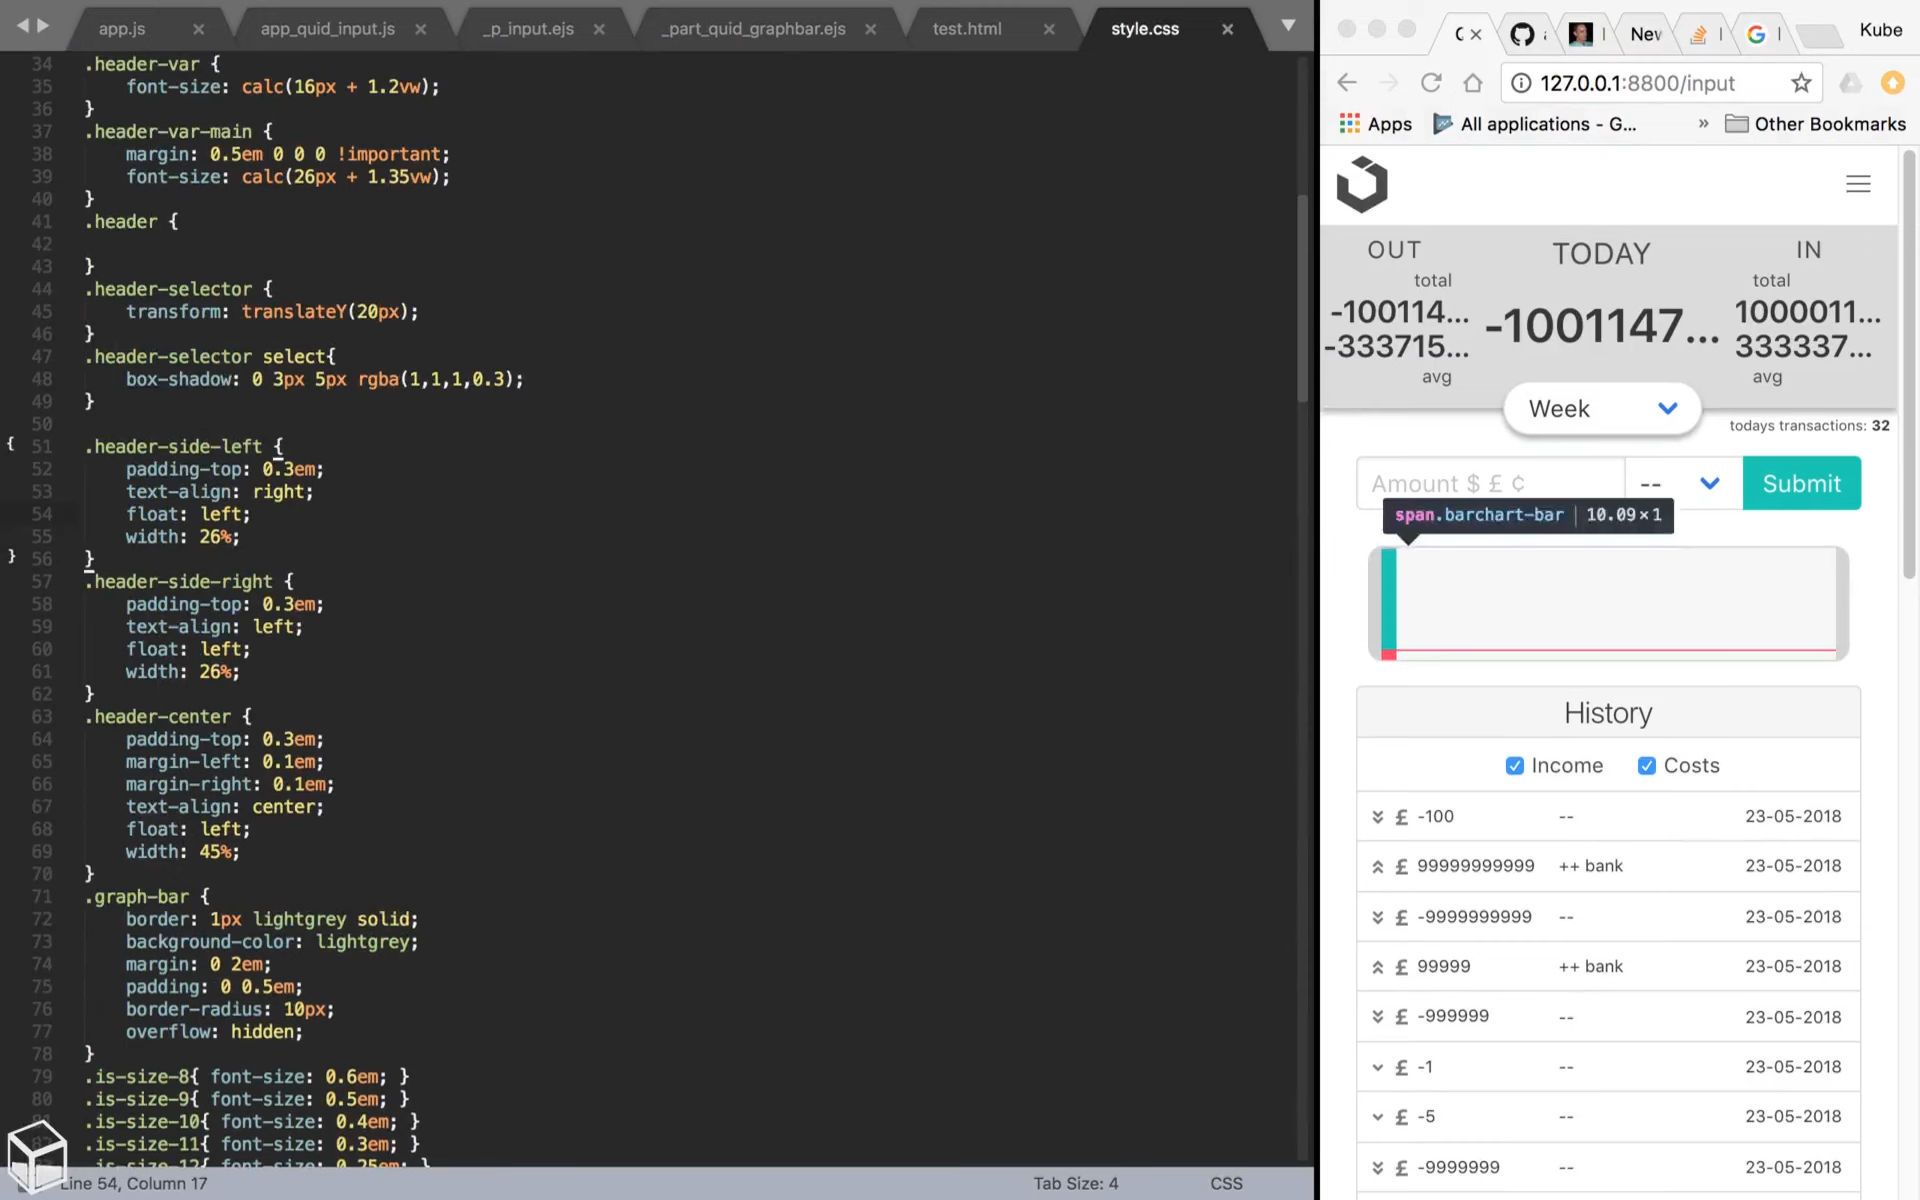 app.js
app_quid_input.js
_p_input.ejs
_part_quid_graphbar.ejs
test.html
style.css
34 .header-var {
35 font-size: calc(16px + 1.2vw);
36 }
37 .header-var-main {
38 margin: 0.5em 0 0 0 !important;
39 font-size: calc(26px + 1.35vw);
40 }
41 .header {
42
43 }
44 .header-selector {
45 transform: translateY(20px);
46 }
47 .header-selector select{
48 box-shadow: 0 3px 5px rgba(1,1,1,0.3);
49 }
50
{ 51 .header-side-left {
52 padding-top: 0.3em;
53 text-align: right;
54 float: left;
55 width: 26%;
} 56 }
57 .header-side-right {
58 padding-top: 0.3em;
59 text-align: left;
60 float: left;
61 width: 26%;
62 }
63 .header-center {
64 padding-top: 0.3em;
65 margin-left: 0.1em;
66 margin-right: 0.1em;
67 text-align: center;
68 float: left;
69 width: 45%;
70 }
71 .graph-bar {
72 border: 1px lightgrey solid;
73 background-color: lightgrey;
74 margin: 0 2em;
75 padding: 0 0.5em;
76 border-radius: 10px;
77 overflow: hidden;
78 }
79 .is-size-8{ font-size: 0.6em; }
80 .is-size-9{ font-size: 0.5em; }
81 .is-size-10{ font-size: 0.4em; }
82 .is-size-11{ font-size: 0.3em; }
.is-size-12{ font-size: 0.25em; }
Line 54, Column 17
Tab Size: 4
CSS
New
Kube
127.0.0.1:8800/input
Apps
All applications - G...
»
Other Bookmarks
OUT
total
-100114...
-333715...
avg
TODAY
-1001147...
IN
total
1000011...
333337...
avg
Week
todays transactions: 32
Amount $ £ ¢
--
Submit
span.barchart-bar | 10.09×1
History
Income
Costs
£ -100 -- 23-05-2018
£ 99999999999 ++ bank 23-05-2018
£ -9999999999 -- 23-05-2018
£ 99999 ++ bank 23-05-2018
£ -999999 -- 23-05-2018
£ -1 -- 23-05-2018
£ -5 -- 23-05-2018
£ -9999999 -- 23-05-2018